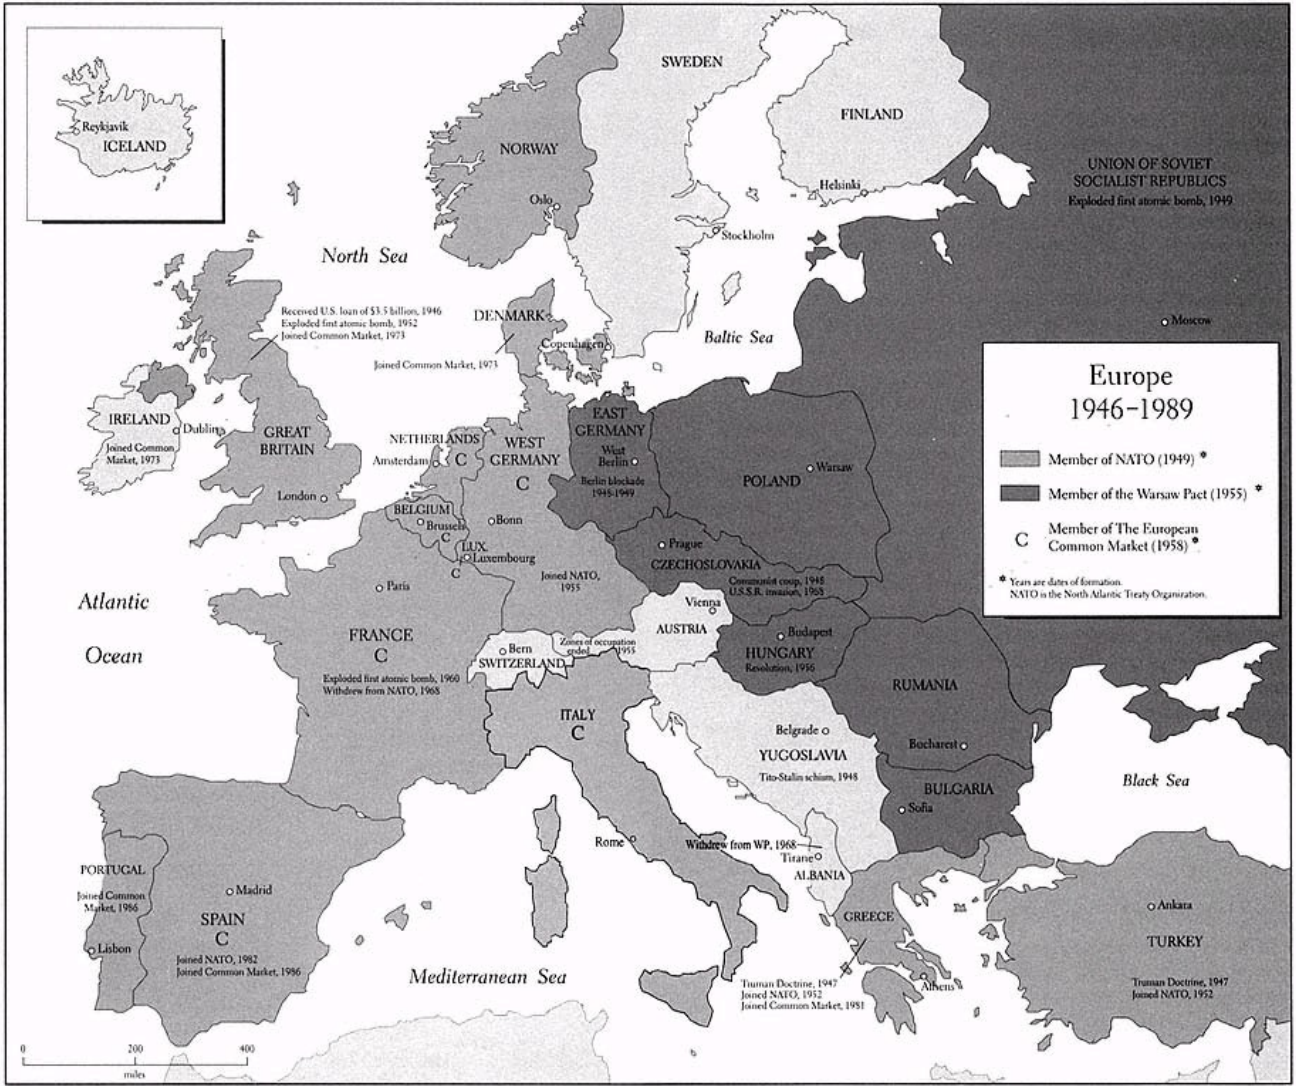 Reykjavik
ICELAND
SWEDEN
FINLAND
NORWAY
Helsinki
Oslo
Stockholm
UNION OF SOVIET
SOCIALIST REPUBLICS
Exploded first atomic bomb, 1949
Moscow
North Sea
Received U.S. loan of $3.5 billion, 1946
Exploded first atomic bomb, 1952
Joined Common Market, 1973
DENMARK
Copenhagen
Joined Common Market, 1973
Baltic Sea
Europe
1946-1989
Member of NATO (1949) *
Member of the Warsaw Pact (1955) *
C
Member of The European
Common Market (1958) *
* Years are dates of formation.
NATO is the North Atlantic Treaty Organization.
IRELAND
Dublin
Joined Common
Market, 1973
GREAT
BRITAIN
London
NETHERLANDS
Amsterdam
C
WEST
GERMANY
C
EAST
GERMANY
West
Berlin
Berlin blockade
1948-1949
POLAND
Warsaw
BELGIUM
Brussels
C
Bonn
LUX.
Luxembourg
C
Joined NATO,
1955
Prague
CZECHOSLOVAKIA
Communist coup, 1948
U.S.S.R. invasion, 1968
Atlantic
Ocean
Paris
FRANCE
C
Exploded first atomic bomb, 1960
Withdrew from NATO, 1968
Bern
SWITZERLAND
Zones of occupation
ended 1955
Vienna
AUSTRIA
Budapest
HUNGARY
Revolution, 1956
RUMANIA
Bucharest
ITALY
C
Rome
Belgrade
YUGOSLAVIA
Tito-Stalin schism, 1948
BULGARIA
Sofia
Black Sea
Withdrew from WP, 1968
Tirane
ALBANIA
PORTUGAL
Joined Common
Market, 1986
Lisbon
Madrid
SPAIN
C
Joined NATO, 1982
Joined Common Market, 1986
Mediterranean Sea
GREECE
Athens
Truman Doctrine, 1947
Joined NATO, 1952
Joined Common Market, 1981
Ankara
TURKEY
Truman Doctrine, 1947
Joined NATO, 1952
0 200 400
miles